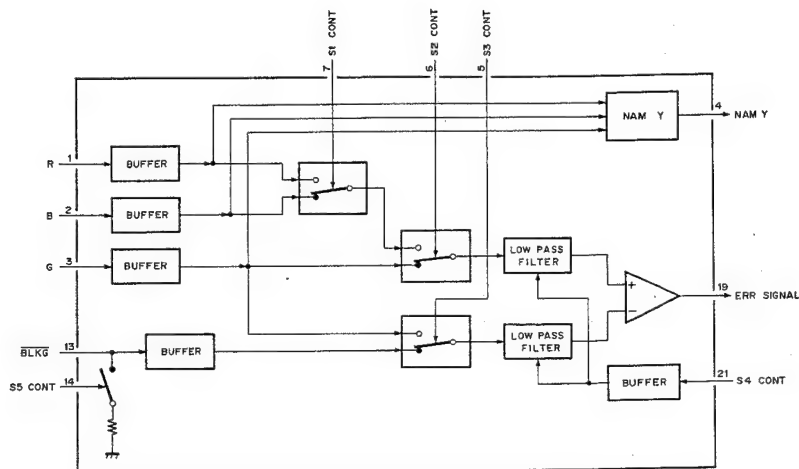 7 S1 CONT
6 S2 CONT
5 S3 CONT
NAM Y
4
NAM Y
R
1
BUFFER
B
2
BUFFER
G
3
BUFFER
LOW PASS
FILTER
+
−
19
ERR SIGNAL
BLKG
13
BUFFER
LOW PASS
FILTER
S5 CONT
14
BUFFER
21
S4 CONT